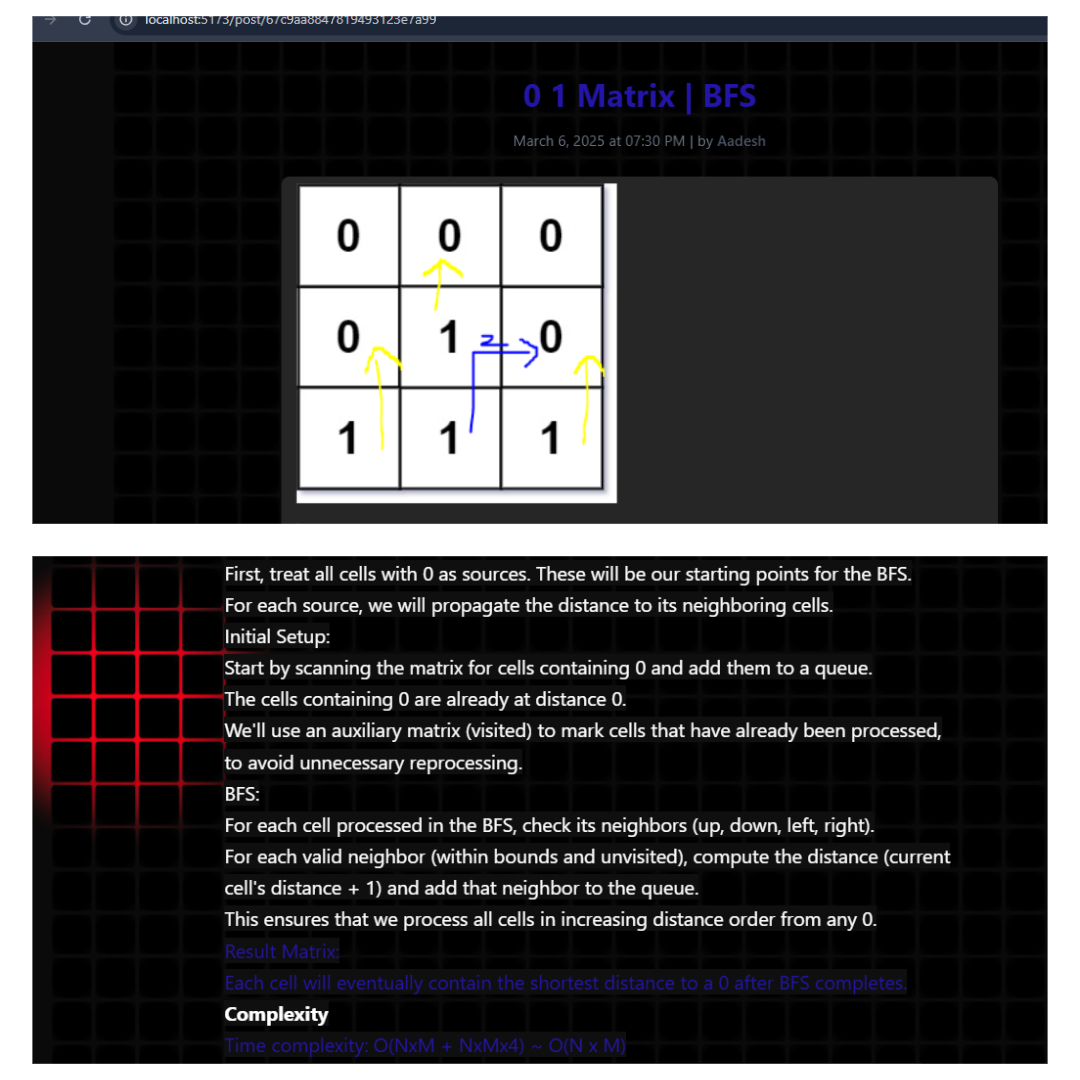 localhost:5173/post/67c9aa8847819493123e7a99
0 1 Matrix | BFS
March 6, 2025 at 07:30 PM | by Aadesh
0 0 0
0 1 2 0
1 1 1
First, treat all cells with 0 as sources. These will be our starting points for the BFS.
For each source, we will propagate the distance to its neighboring cells.
Initial Setup:
Start by scanning the matrix for cells containing 0 and add them to a queue.
The cells containing 0 are already at distance 0.
We'll use an auxiliary matrix (visited) to mark cells that have already been processed,
to avoid unnecessary reprocessing.
BFS:
For each cell processed in the BFS, check its neighbors (up, down, left, right).
For each valid neighbor (within bounds and unvisited), compute the distance (current
cell's distance + 1) and add that neighbor to the queue.
This ensures that we process all cells in increasing distance order from any 0.
Result Matrix:
Each cell will eventually contain the shortest distance to a 0 after BFS completes.
Complexity
Time complexity: O(NxM + NxMx4) ~ O(N x M)